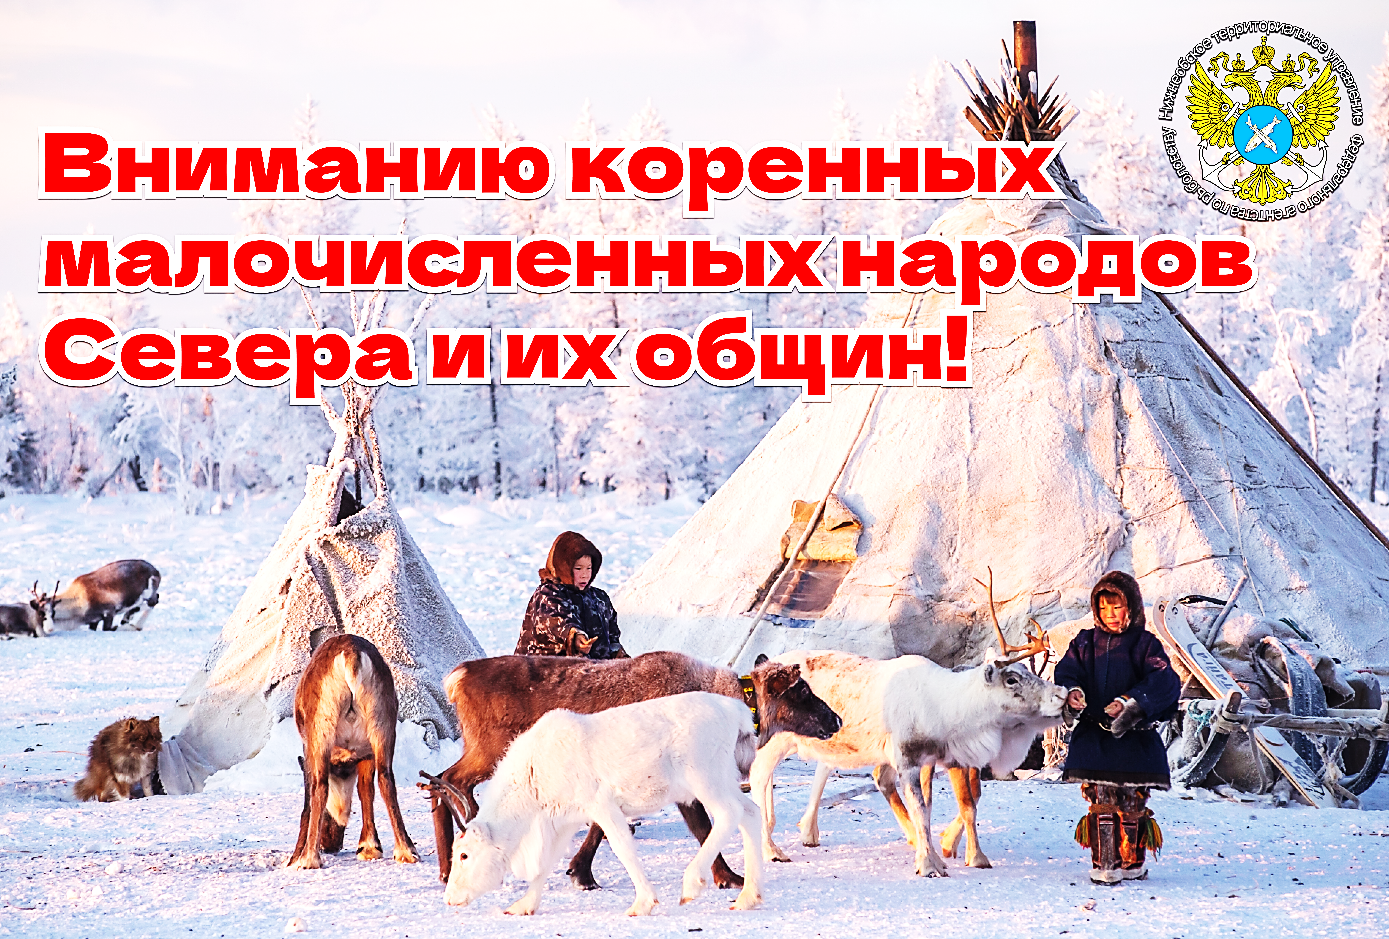 Вниманию коренных
малочисленных народов
Севера и их общин!
Нижнеобское территориальное управление Федерального агентства по рыболовству